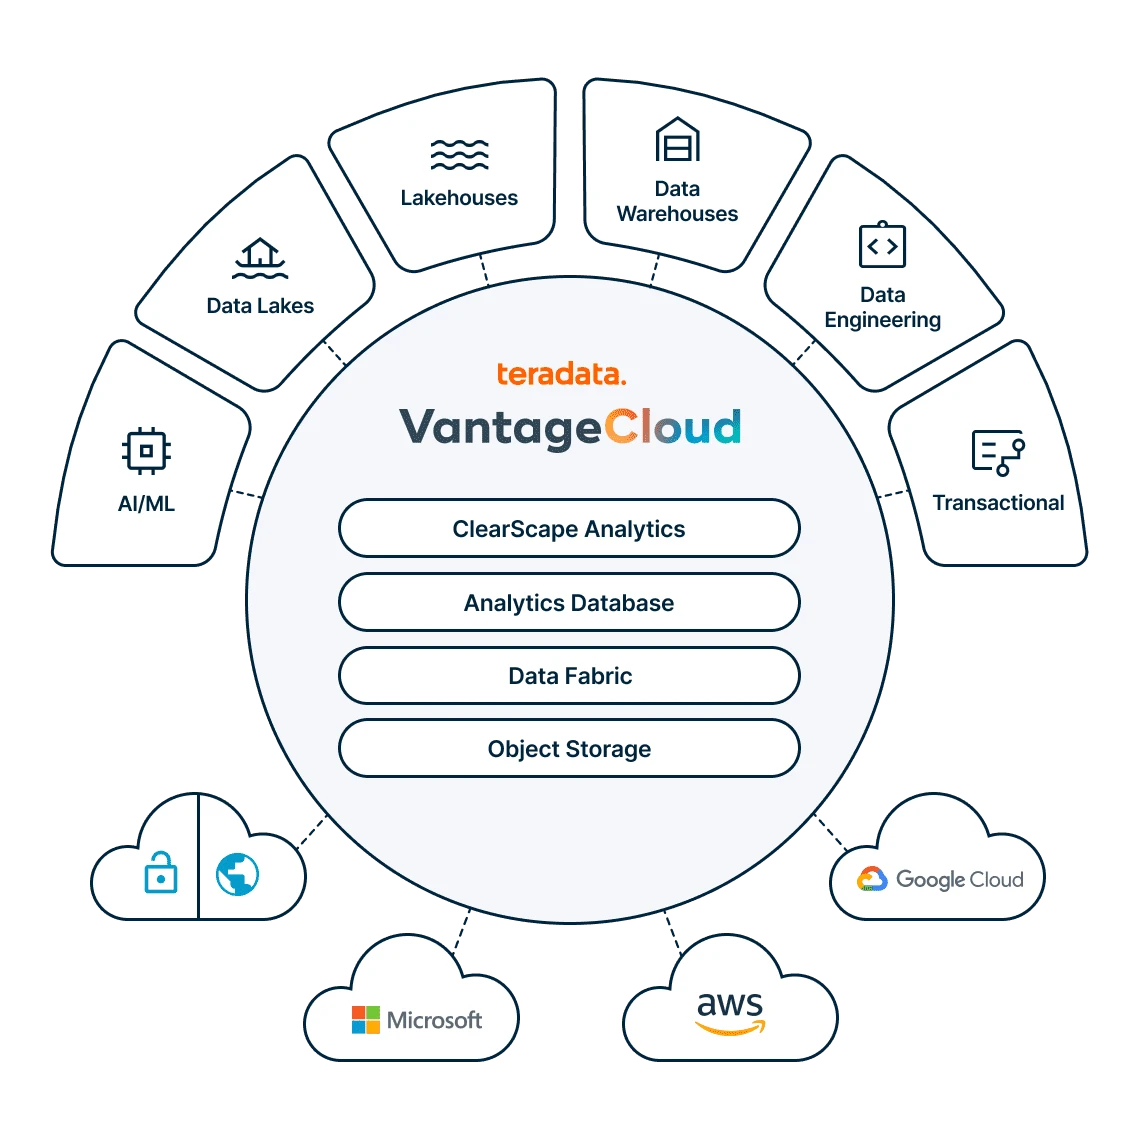 Lakehouses
Data
Warehouses
Data Lakes
Data
Engineering
AI/ML
Transactional
teradata.
VantageCloud
ClearScape Analytics
Analytics Database
Data Fabric
Object Storage
Google Cloud
Microsoft
aws